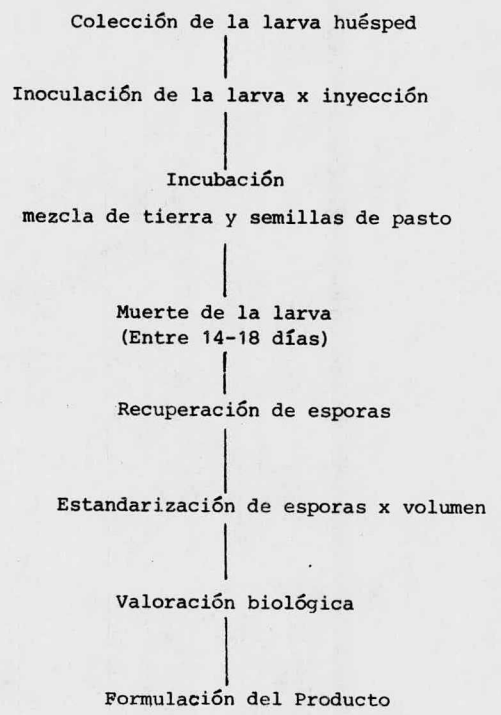 Colección de la larva huésped
Inoculación de la larva x inyección
Incubación
mezcla de tierra y semillas de pasto
Muerte de la larva
(Entre 14-18 días)
Recuperación de esporas
Estandarización de esporas x volumen
Valoración biológica
Formulación del Producto